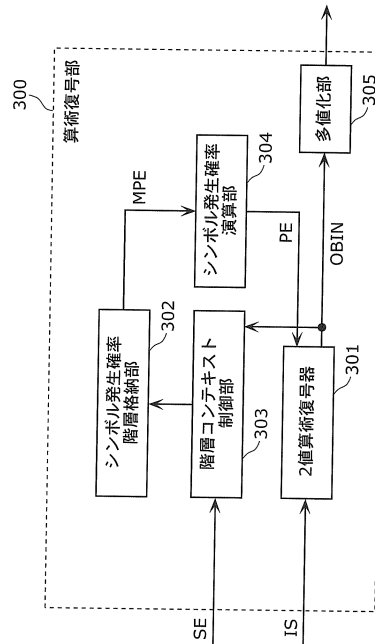 300
算術復号部
SE
IS
シンボル発生確率
階層格納部
302
階層コンテキスト
制御部
303
2値算術復号器
301
MPE
シンボル発生確率
演算部
304
PE
OBIN
多値化部
305